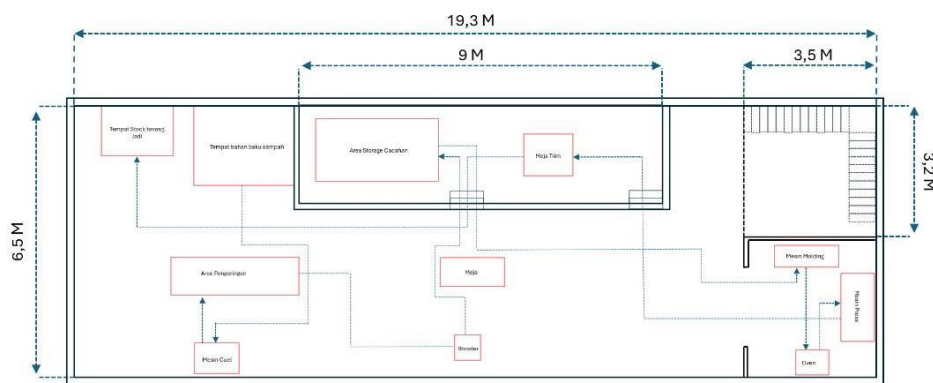 19,3 M
9 M
3,5 M
6,5 M
3,2 M
Tempat Stock barang
Jadi
Tempat bahan baku sampah
Area Storage Cacahan
Meja Trim
Area Pengeringan
Meja
Mesin Molding
Mesin Press
Mesin Cuci
Shredder
Oven